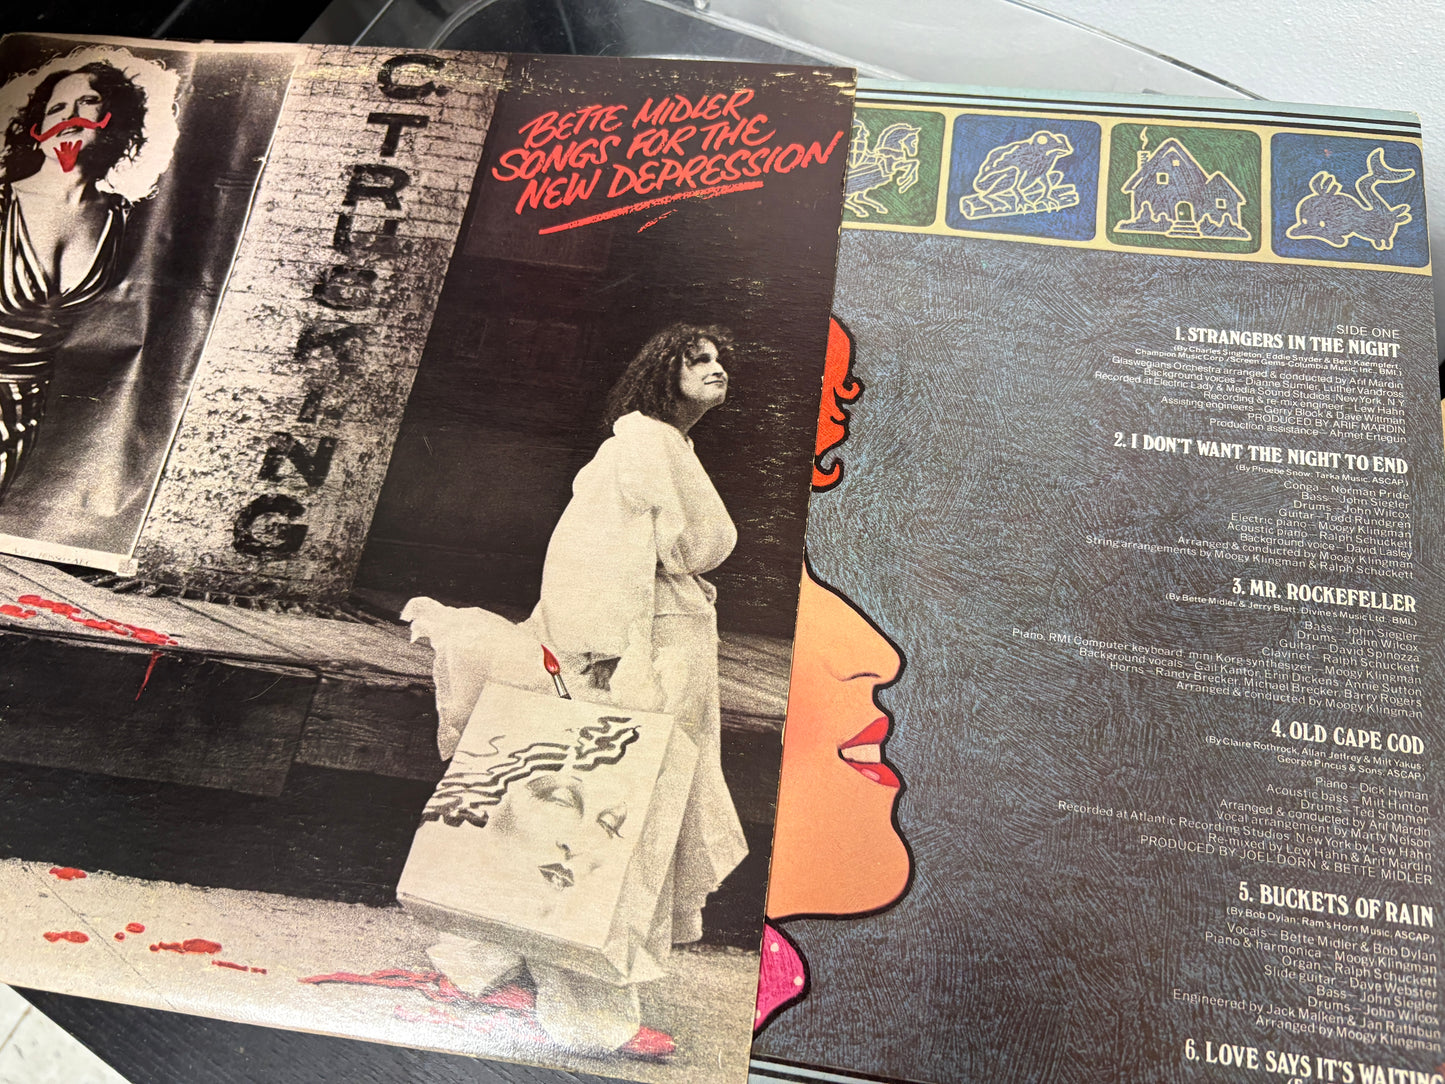 C.
TRUCKING
BETTE MIDLER
SONGS FOR THE
NEW DEPRESSION
SIDE ONE
1. STRANGERS IN THE NIGHT
(By Charles Singleton, Eddie Snyder & Bert Kaempfert;
Champion Music Corp./Screen Gems-Columbia Music, Inc., BMI.)
Glaswegians Orchestra arranged & conducted by Arif Mardin
Background voices—Dianne Sumler, Luther Vandross
Recorded at Electric Lady & Media Sound Studios, New York, N.Y.
Recording & re-mix engineer—Lew Hahn
Assisting engineers—Gerry Block & Dave Wittman
PRODUCED BY ARIF MARDIN
Production assistance—Ahmet Ertegun
2. I DON'T WANT THE NIGHT TO END
(By Phoebe Snow; Tarka Music, ASCAP)
Conga—Norman Pride
Bass—John Siegler
Drums—John Wilcox
Guitar—Todd Rundgren
Electric piano—Moogy Klingman
Acoustic piano—Ralph Schuckett
Background voice—David Lasley
Arranged & conducted by Moogy Klingman
String arrangements by Moogy Klingman & Ralph Schuckett
3. MR. ROCKEFELLER
(By Bette Midler & Jerry Blatt; Divine's Music Ltd., BMI.)
Bass—John Siegler
Drums—John Wilcox
Guitar—David Spinozza
Clavinet—Ralph Schuckett
Piano, RMI Computer keyboard, mini Korg synthesizer—Moogy Klingman
Background vocals—Gail Kantor, Erin Dickens, Annie Sutton
Horns—Randy Brecker, Michael Brecker, Barry Rogers
Arranged & conducted by Moogy Klingman
4. OLD CAPE COD
(By Claire Rothrock, Allan Jeffrey & Milt Yakus;
George Pincus & Sons, ASCAP)
Piano—Dick Hyman
Acoustic bass—Milt Hinton
Drums—Ted Sommer
Arranged & conducted by Arif Mardin
Vocal arrangement by Marty Nelson
Recorded at Atlantic Recording Studios, New York by Lew Hahn
Re-mixed by Lew Hahn & Arif Mardin
PRODUCED BY JOEL DORN & BETTE MIDLER
5. BUCKETS OF RAIN
(By Bob Dylan; Ram's Horn Music, ASCAP)
Vocals—Bette Midler & Bob Dylan
Piano & harmonica—Moogy Klingman
Organ—Ralph Schuckett
Slide guitar—Dave Webster
Bass—John Siegler
Drums—John Wilcox
Engineered by Jack Malken & Jan Rathbun
Arranged by Moogy Klingman
6. LOVE SAYS IT'S WAITING